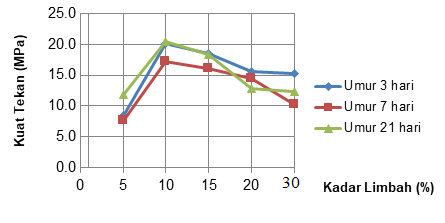 Kuat Tekan (MPa)
25.0
20.0
15.0
10.0
5.0
0.0
0 5 10 15 20 30
Kadar Limbah (%)
Umur 3 hari
Umur 7 hari
Umur 21 hari